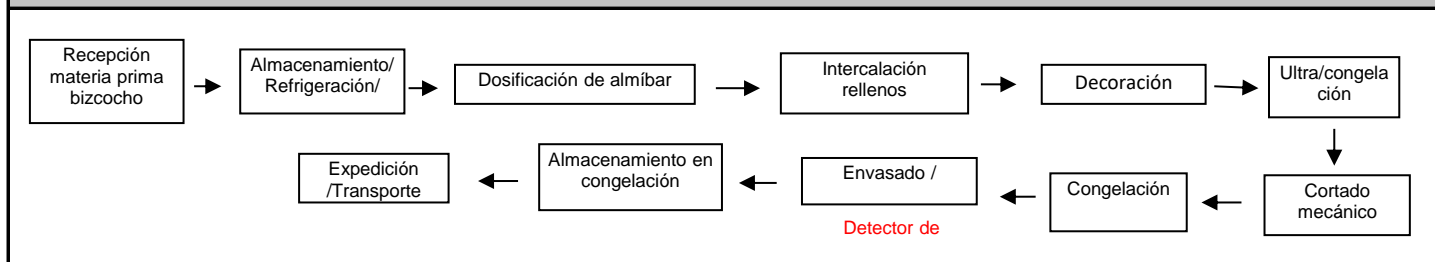 Recepción
materia prima
bizcocho
Almacenamiento/
Refrigeración/
Dosificación de almíbar
Intercalación
rellenos
Decoración
Ultra/congela
ción
Cortado
mecánico
Congelación
Envasado /
Detector de
Almacenamiento en
congelación
Expedición
/Transporte